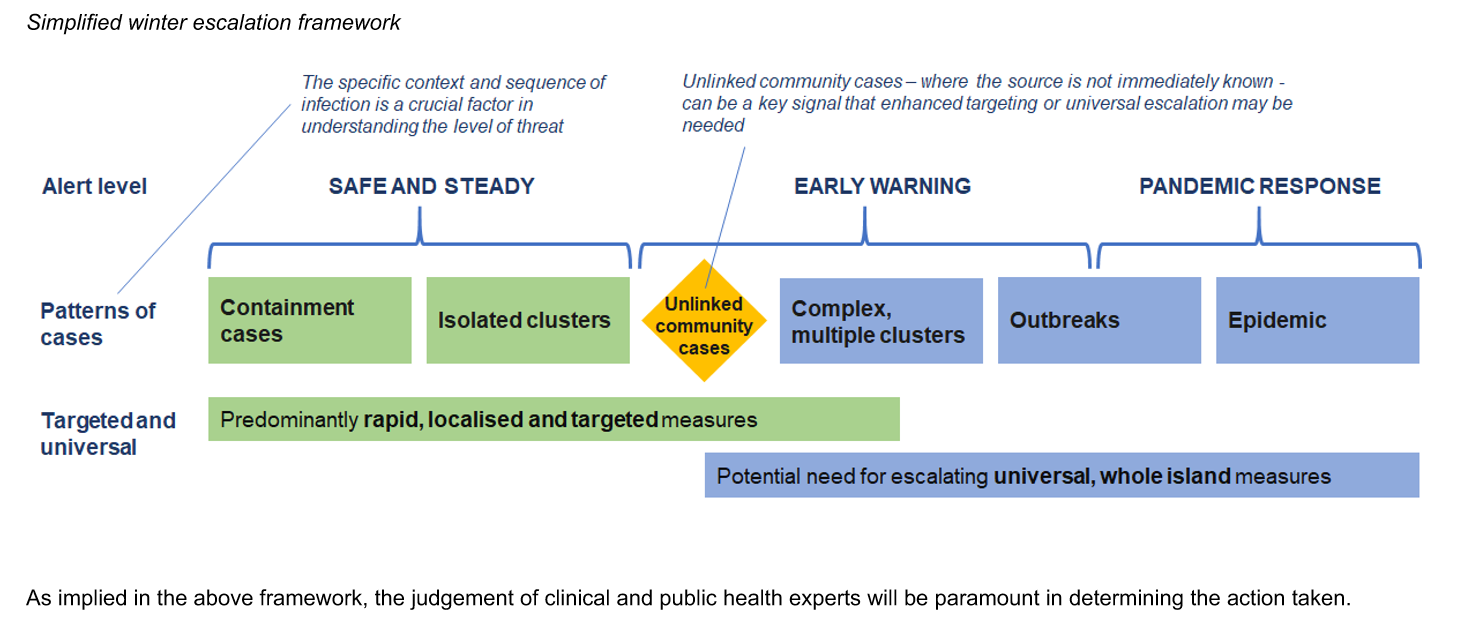 Simplified winter escalation framework
The specific context and sequence of
infection is a crucial factor in
understanding the level of threat
Unlinked community cases – where the source is not immediately known -
can be a key signal that enhanced targeting or universal escalation may be
needed
Alert level
SAFE AND STEADY
EARLY WARNING
PANDEMIC RESPONSE
Patterns of
cases
Containment
cases
Isolated clusters
Unlinked
community
cases
Complex,
multiple clusters
Outbreaks
Epidemic
Targeted and
universal
Predominantly rapid, localised and targeted measures
Potential need for escalating universal, whole island measures
As implied in the above framework, the judgement of clinical and public health experts will be paramount in determining the action taken.